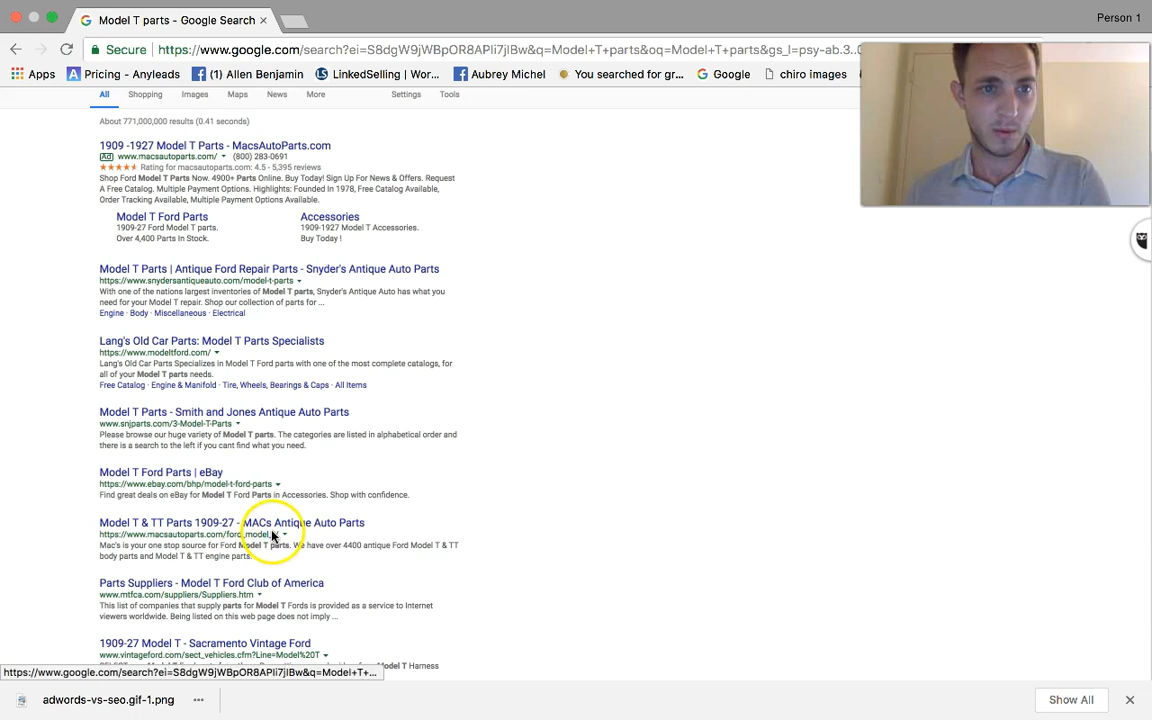 Model T parts - Google Search
Person 1
Secure
https://www.google.com/search?ei=S8dgW9jWBpOR8APli7jIBw&q=Model+T+parts&oq=Model+T+parts&gs_l=psy-ab.3..0
Apps
Pricing - Anyleads
(1) Allen Benjamin
LinkedSelling | Wor...
Aubrey Michel
You searched for gr...
Google
chiro images
All
Shopping
Images
Maps
News
More
Settings
Tools
About 771,000,000 results (0.41 seconds)
1909 -1927 Model T Parts - MacsAutoParts.com
Ad www.macsautoparts.com/ (800) 283-0691
Rating for macsautoparts.com: 4.5 - 5,395 reviews
Shop Ford Model T Parts Now. 4900+ Parts Online. Buy Today! Sign Up For News & Offers. Request
A Free Catalog. Multiple Payment Options. Highlights: Founded In 1978, Free Catalog Available,
Order Tracking Available, Multiple Payment Options Available.
Model T Ford Parts
1909-27 Ford Model T parts.
Over 4,400 Parts In Stock.
Accessories
1909-1927 Model T Accessories.
Buy Today !
Model T Parts | Antique Ford Repair Parts - Snyder's Antique Auto Parts
https://www.snydersantiqueauto.com/model-t-parts
With one of the nations largest inventories of Model T parts, Snyder's Antique Auto has what you
need for your Model T repair. Shop our collection of parts for ...
Engine · Body · Miscellaneous · Electrical
Lang's Old Car Parts: Model T Parts Specialists
https://www.modeltford.com/
Lang's Old Car Parts Specializes in Model T Ford parts with one of the most complete catalogs, for
all of your Model T parts needs.
Free Catalog · Engine & Manifold · Tire, Wheels, Bearings & Caps · All Items
Model T Parts - Smith and Jones Antique Auto Parts
www.snjparts.com/3-Model-T-Parts
Please browse our huge variety of Model T parts. The categories are listed in alphabetical order and
there is a search to the left if you cant find what you need.
Model T Ford Parts | eBay
https://www.ebay.com/bhp/model-t-ford-parts
Find great deals on eBay for Model T Ford Parts in Accessories. Shop with confidence.
Model T & TT Parts 1909-27 - MACs Antique Auto Parts
https://www.macsautoparts.com/ford_model
Mac's is your one stop source for Ford Model T parts. We have over 4400 antique Ford Model T & TT
body parts and Model T & TT engine parts.
Parts Suppliers - Model T Ford Club of America
www.mtfca.com/suppliers/Suppliers.htm
This list of companies that supply parts for Model T Fords is provided as a service to Internet
viewers worldwide. Being listed on this web page does not imply ...
1909-27 Model T - Sacramento Vintage Ford
www.vintageford.com/sect_vehicles.cfm?Line=Model%20T
Model T Harness
https://www.google.com/search?ei=S8dgW9jWBpOR8APli7jIBw&q=Model+T+...
adwords-vs-seo.gif-1.png
Show All